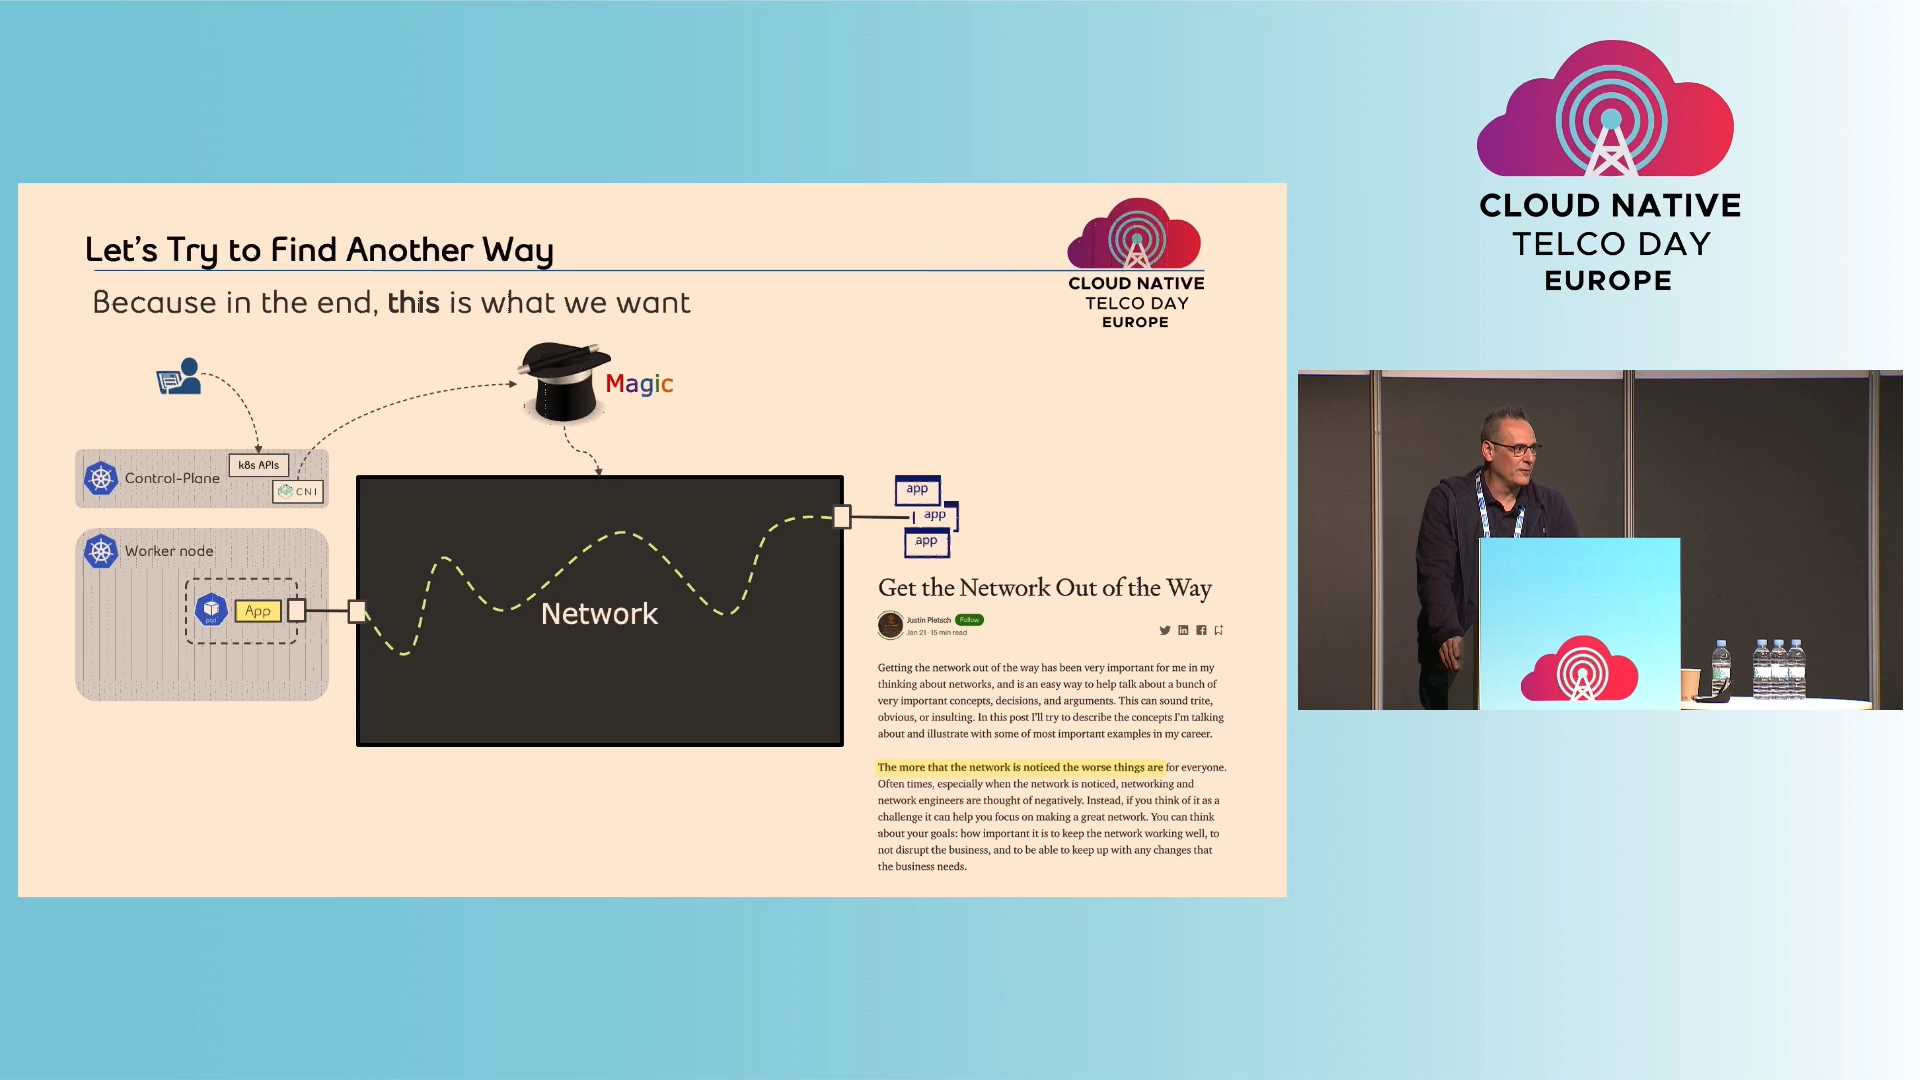 Let's Try to Find Another Way
Because in the end, this is what we want
CLOUD NATIVE
TELCO DAY
EUROPE
Magic
k8s APIs
Control-Plane
CNI
Worker node
pod
App
Network
app
app
app
Get the Network Out of the Way
Justin Pietsch
Follow
Jan 21 · 15 min read
Getting the network out of the way has been very important for me in my
thinking about networks, and is an easy way to help talk about a bunch of
very important concepts, decisions, and arguments. This can sound trite,
obvious, or insulting. In this post I'll try to describe the concepts I'm talking
about and illustrate with some of most important examples in my career.
The more that the network is noticed the worse things are for everyone.
Often times, especially when the network is noticed, networking and
network engineers are thought of negatively. Instead, if you think of it as a
challenge it can help you focus on making a great network. You can think
about your goals: how important it is to keep the network working well, to
not disrupt the business, and to be able to keep up with any changes that
the business needs.
CLOUD NATIVE
TELCO DAY
EUROPE